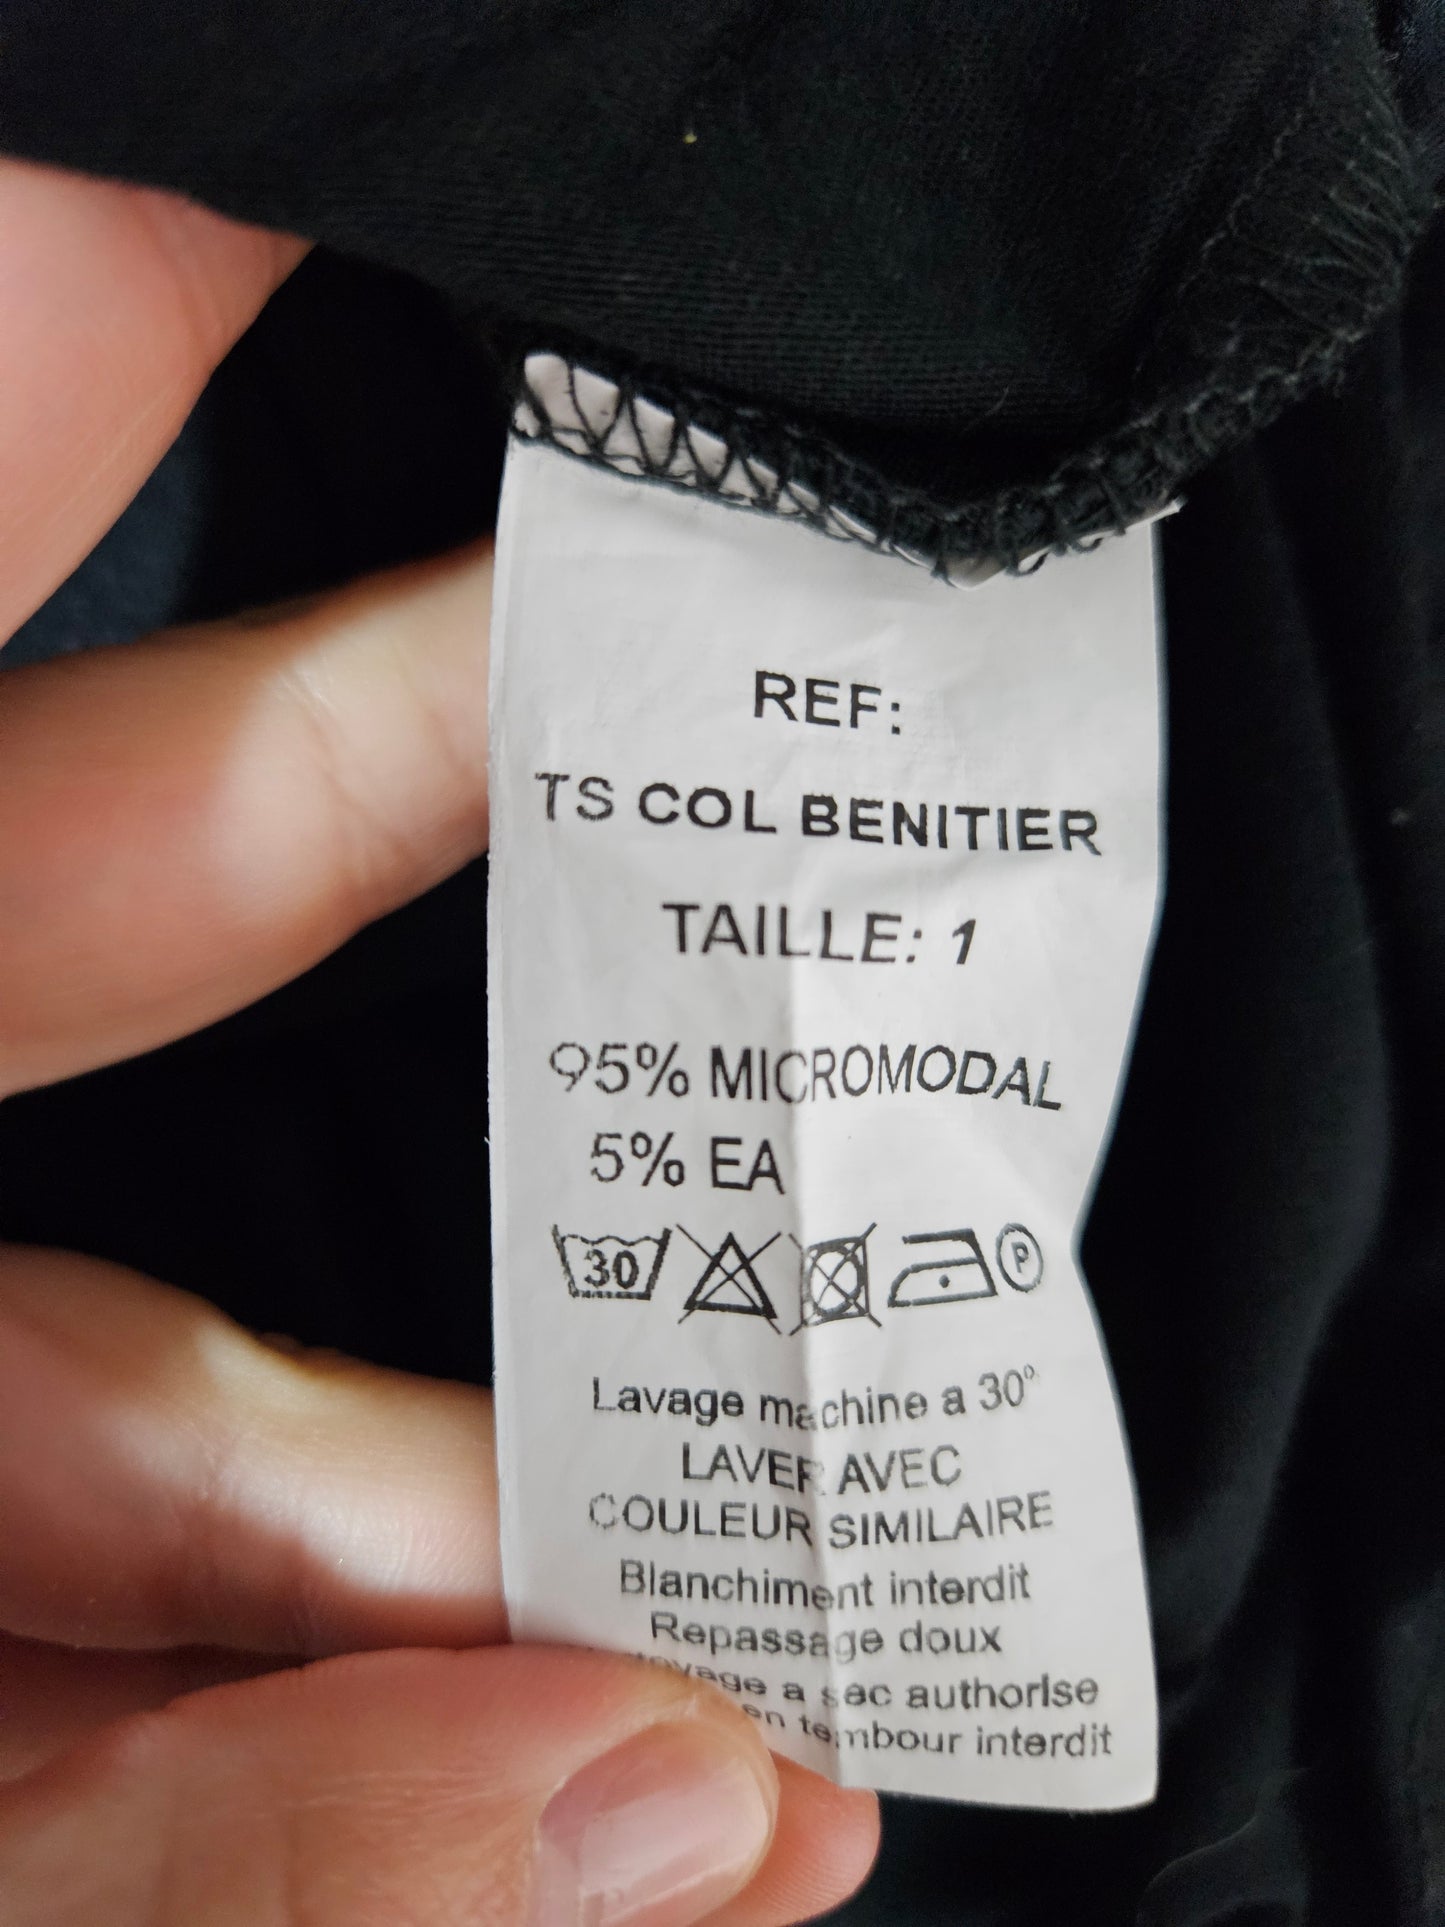 REF:
TS COL BENITIER
TAILLE: 1
95% MICROMODAL
5% EA
30 P
Lavage machine a 30°
LAVER AVEC
COULEUR SIMILAIRE
Blanchiment interdit
Repassage doux
a sec authorise
en tembour interdit